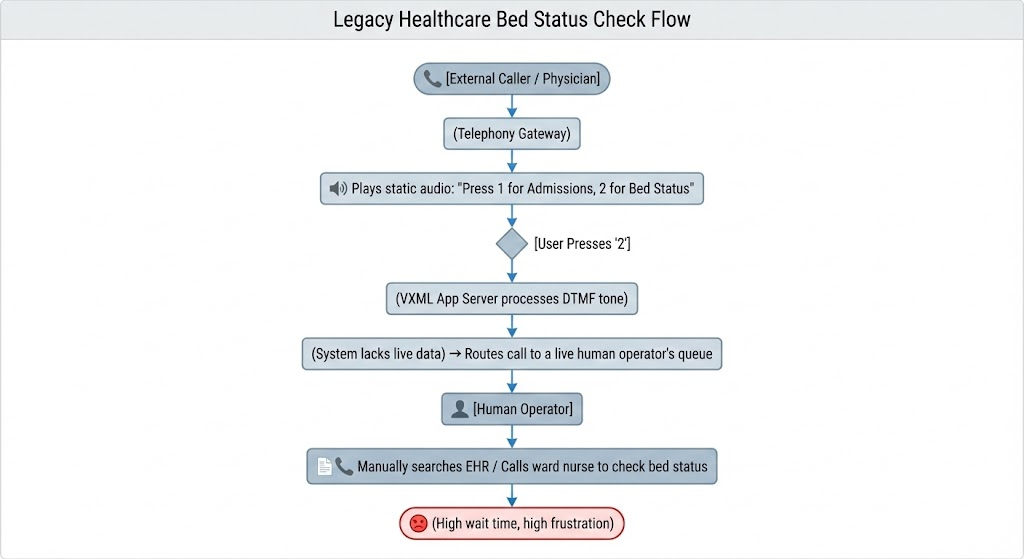 Legacy Healthcare Bed Status Check Flow
[External Caller / Physician]
(Telephony Gateway)
Plays static audio: "Press 1 for Admissions, 2 for Bed Status"
[User Presses '2']
(VXML App Server processes DTMF tone)
(System lacks live data) → Routes call to a live human operator's queue
[Human Operator]
Manually searches EHR / Calls ward nurse to check bed status
(High wait time, high frustration)